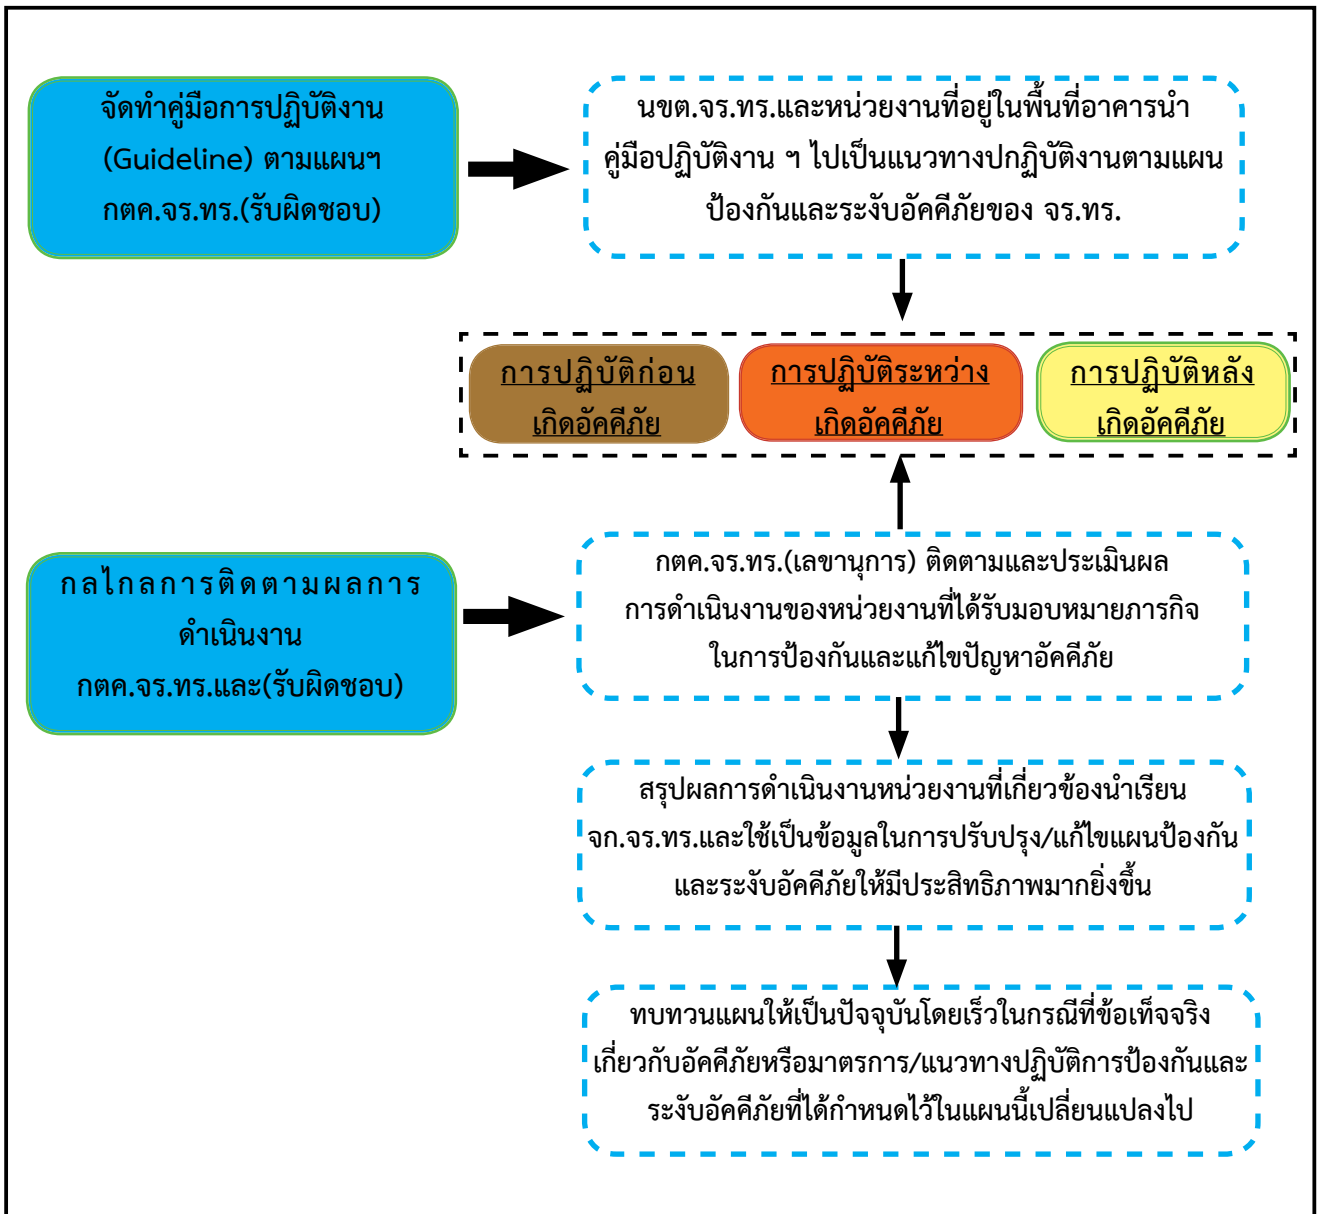 จัดทำคู่มือการปฏิบัติงาน
(Guideline) ตามแผนฯ
กตค.จร.ทร.(รับผิดชอบ)
นขต.จร.ทร.และหน่วยงานที่อยู่ในพื้นที่อาคารนำ
คู่มือปฏิบัติงาน ฯ ไปเป็นแนวทางปกฏิบัติงานตามแผน
ป้องกันและระงับอัคคีภัยของ จร.ทร.
การปฏิบัติก่อน
เกิดอัคคีภัย
การปฏิบัติระหว่าง
เกิดอัคคีภัย
การปฏิบัติหลัง
เกิดอัคคีภัย
กลไกลการติดตามผลการ
ดำเนินงาน
กตค.จร.ทร.และ(รับผิดชอบ)
กตค.จร.ทร.(เลขานุการ) ติดตามและประเมินผล
การดำเนินงานของหน่วยงานที่ได้รับมอบหมายภารกิจ
ในการป้องกันและแก้ไขปัญหาอัคคีภัย
สรุปผลการดำเนินงานหน่วยงานที่เกี่ยวข้องนำเรียน
จก.จร.ทร.และใช้เป็นข้อมูลในการปรับปรุง/แก้ไขแผนป้องกัน
และระงับอัคคีภัยให้มีประสิทธิภาพมากยิ่งขึ้น
ทบทวนแผนให้เป็นปัจจุบันโดยเร็วในกรณีที่ข้อเท็จจริง
เกี่ยวกับอัคคีภัยหรือมาตรการ/แนวทางปฏิบัติการป้องกันและ
ระงับอัคคีภัยที่ได้กำหนดไว้ในแผนนี้เปลี่ยนแปลงไป